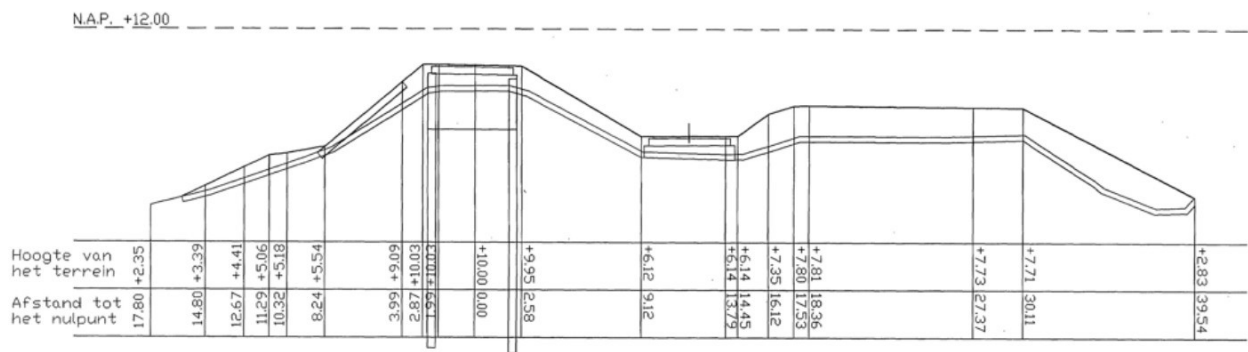 N.A.P. +12.00
Hoogte van
het terrein
+2.35 +3.39 +4.41 +5.06 +5.18 +5.54 +9.09 +10.03 +10.03 +10.00 +9.95 +6.12 +6.14 +6.14 +7.35 +7.80 +7.81 +7.73 +7.71 +2.83
Afstand tot
het nulpunt
17.80 14.80 12.67 11.29 10.32 8.24 3.99 2.87 1.99 0.00 2.58 9.12 13.79 14.45 16.12 17.53 18.36 27.37 30.11 39.54